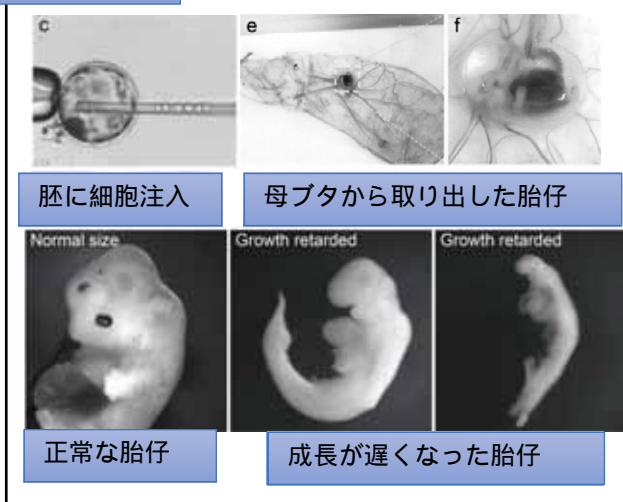 c
e
f
胚に細胞注入
母ブタから取り出した胎仔
Normal size
Growth retarded
Growth retarded
正常な胎仔
成長が遅くなった胎仔